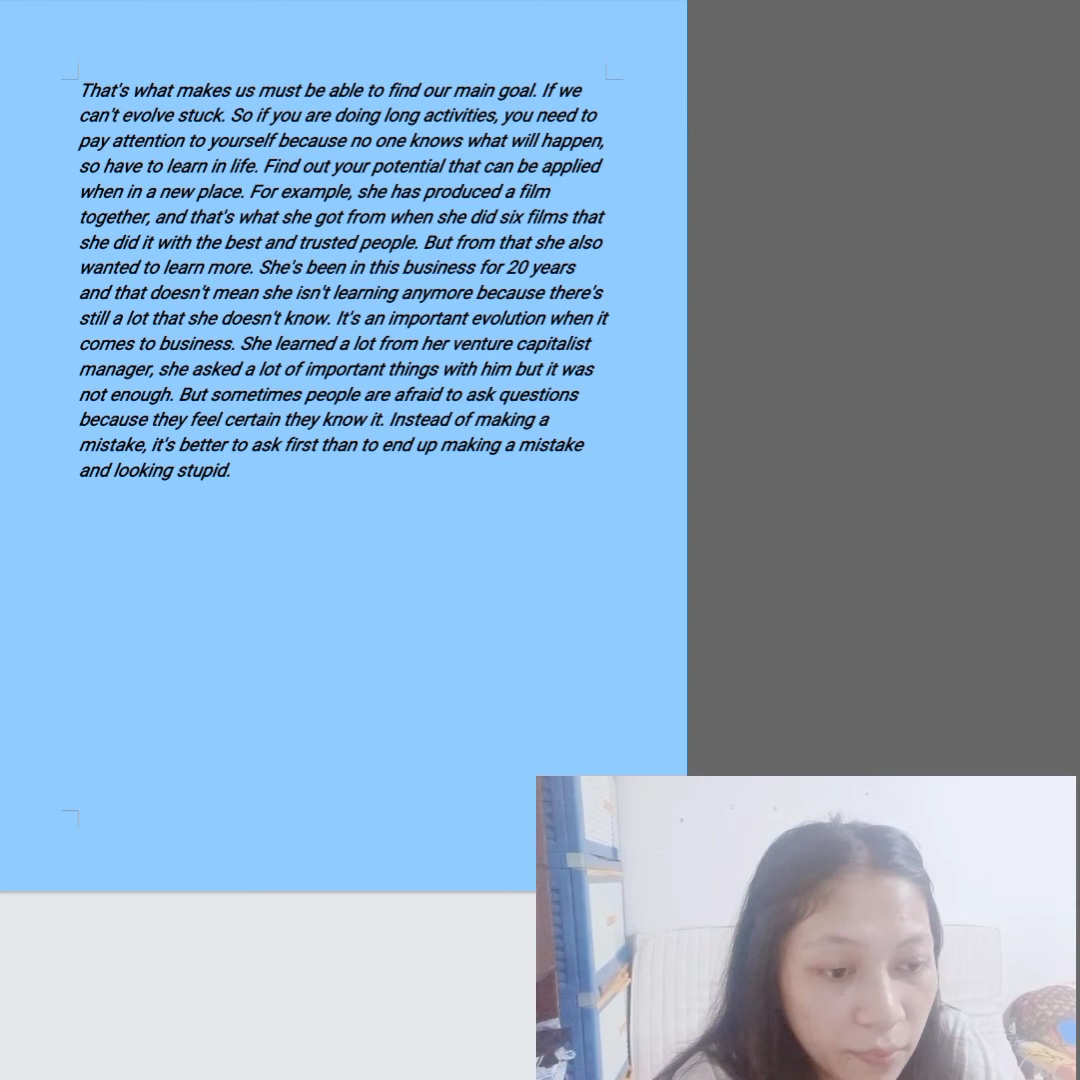 That's what makes us must be able to find our main goal. If we
can't evolve stuck. So if you are doing long activities, you need to
pay attention to yourself because no one knows what will happen,
so have to learn in life. Find out your potential that can be applied
when in a new place. For example, she has produced a film
together, and that's what she got from when she did six films that
she did it with the best and trusted people. But from that she also
wanted to learn more. She's been in this business for 20 years
and that doesn't mean she isn't learning anymore because there's
still a lot that she doesn't know. It's an important evolution when it
comes to business. She learned a lot from her venture capitalist
manager, she asked a lot of important things with him but it was
not enough. But sometimes people are afraid to ask questions
because they feel certain they know it. Instead of making a
mistake, it's better to ask first than to end up making a mistake
and looking stupid.